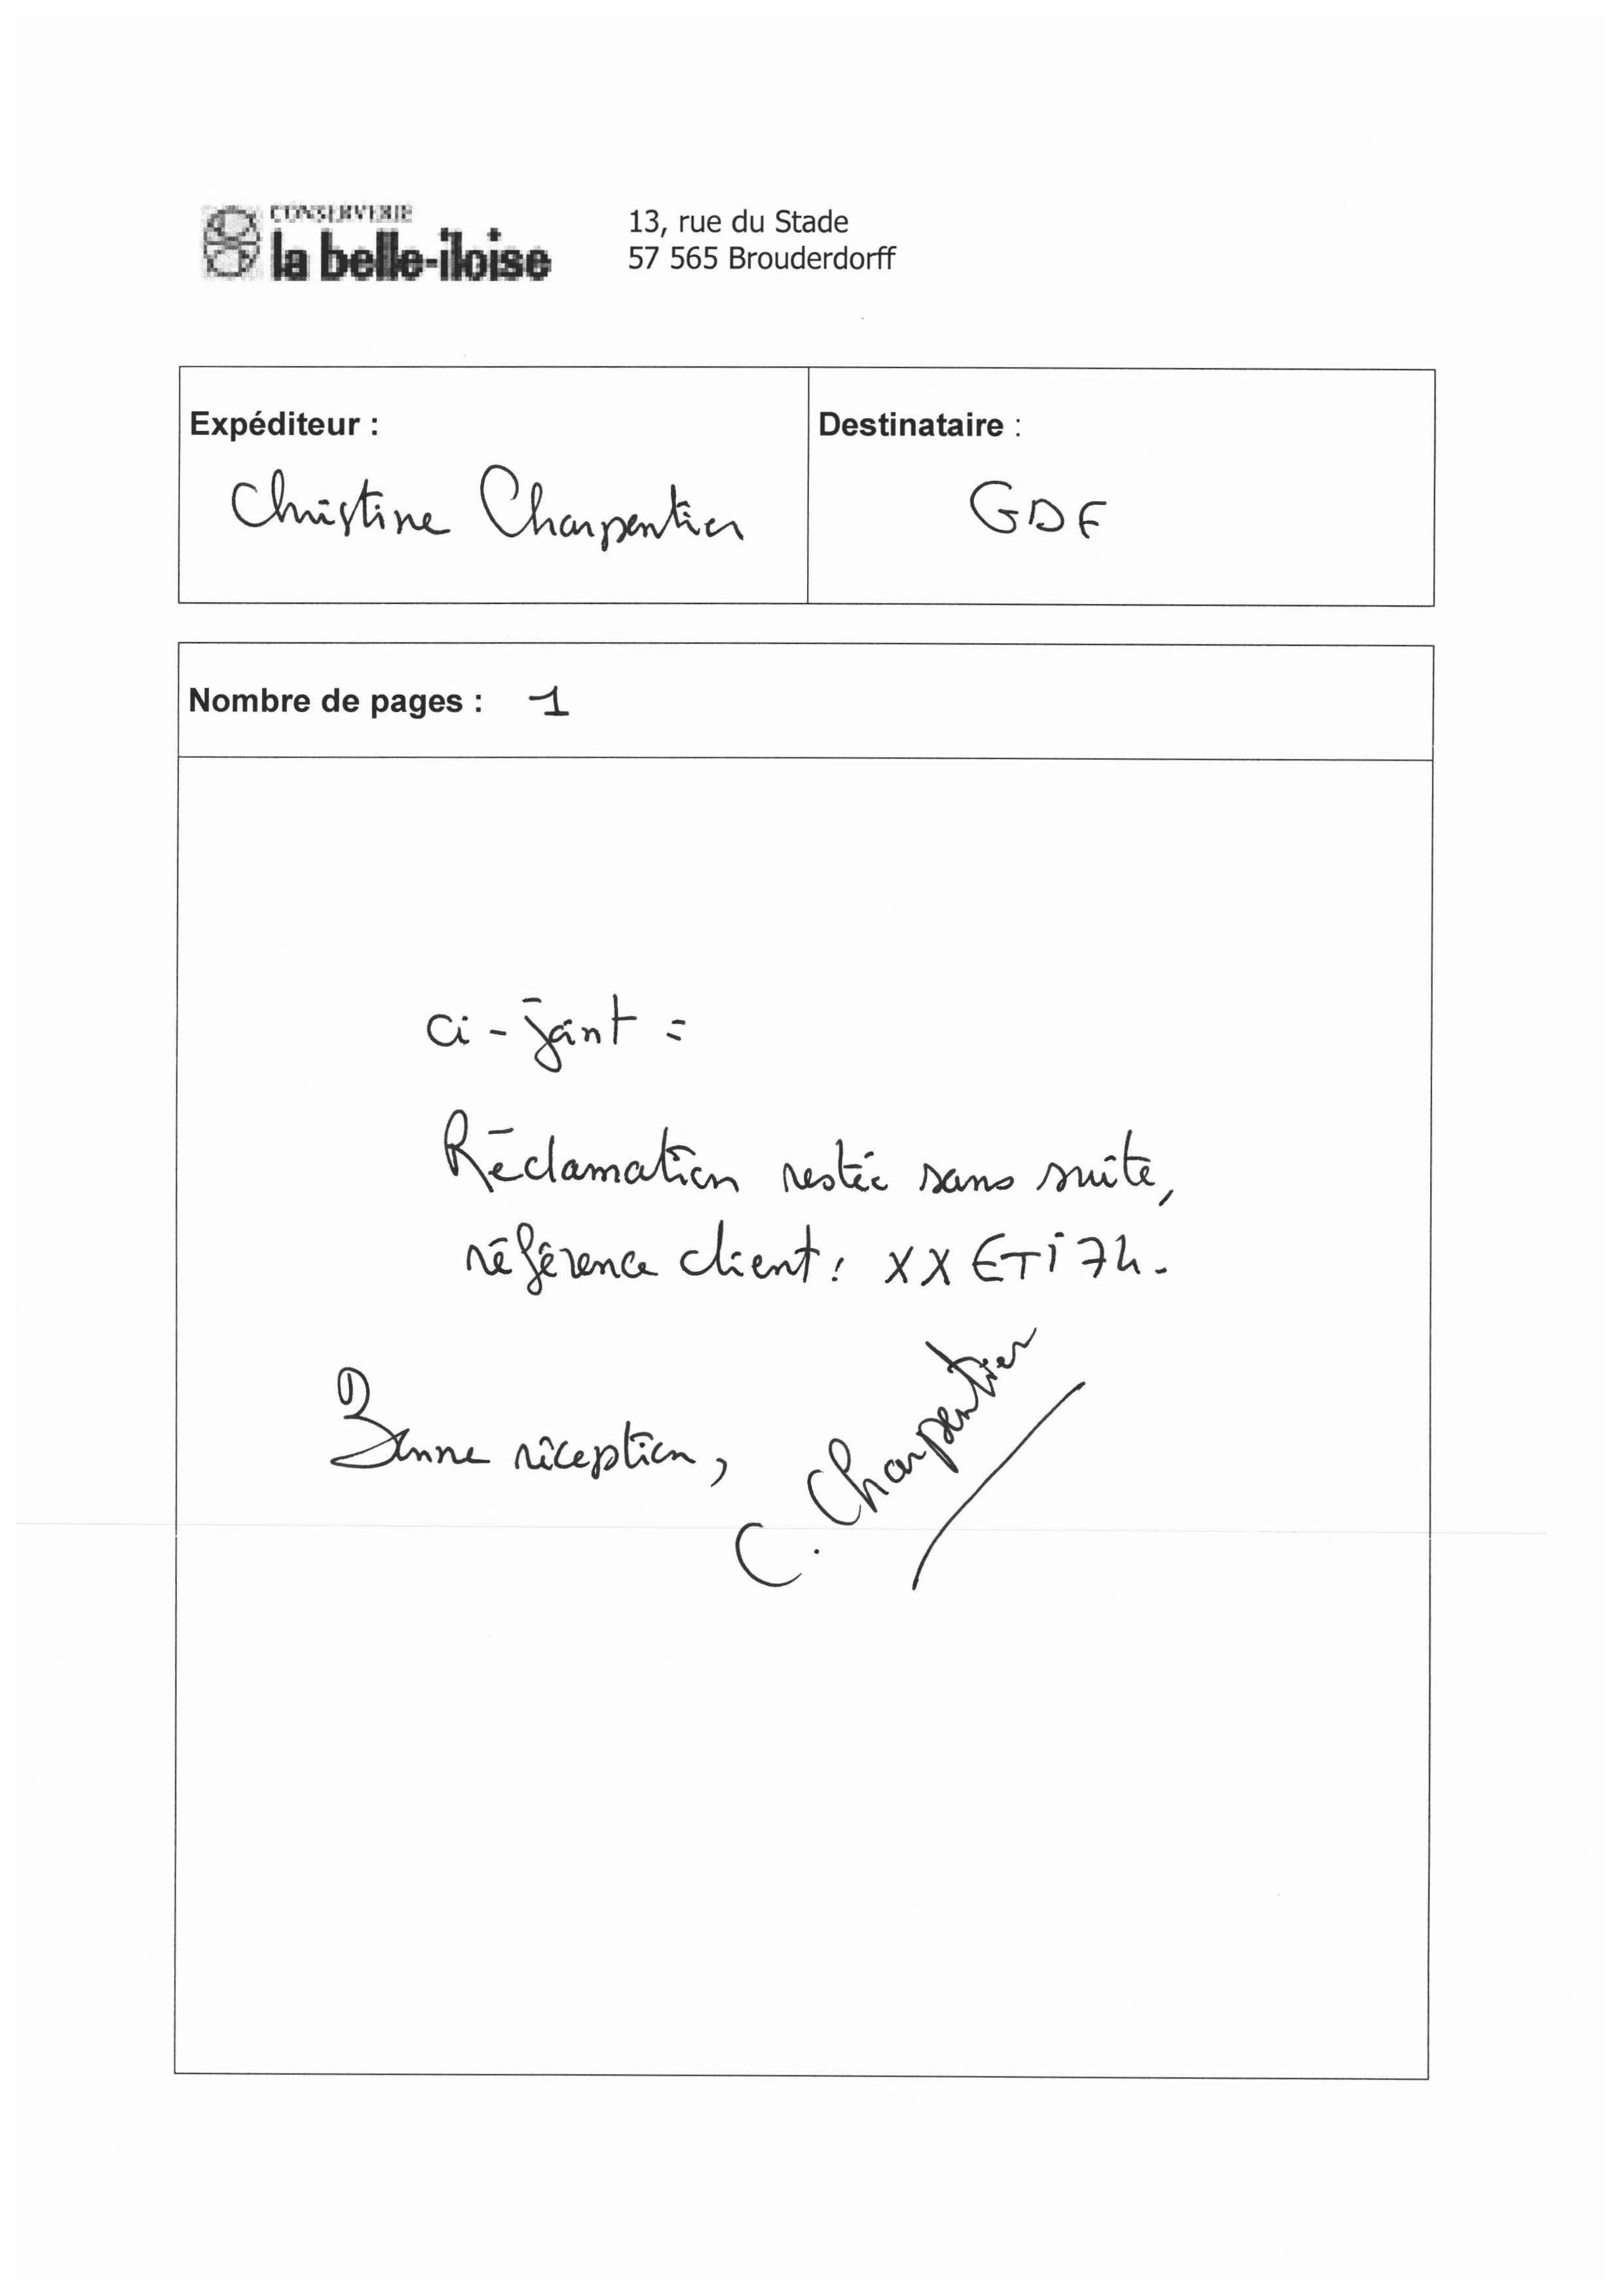 CONSERVERIE
la belle-iloise
13, rue du Stade
57 565 Brouderdorff
Expéditeur :
Christine Charpentier
Destinataire :
GDF
Nombre de pages : 1
ci-joint :
Réclamation restée sans suite,
référence client : XXETi74.
Bonne réception,
C. Charpentier